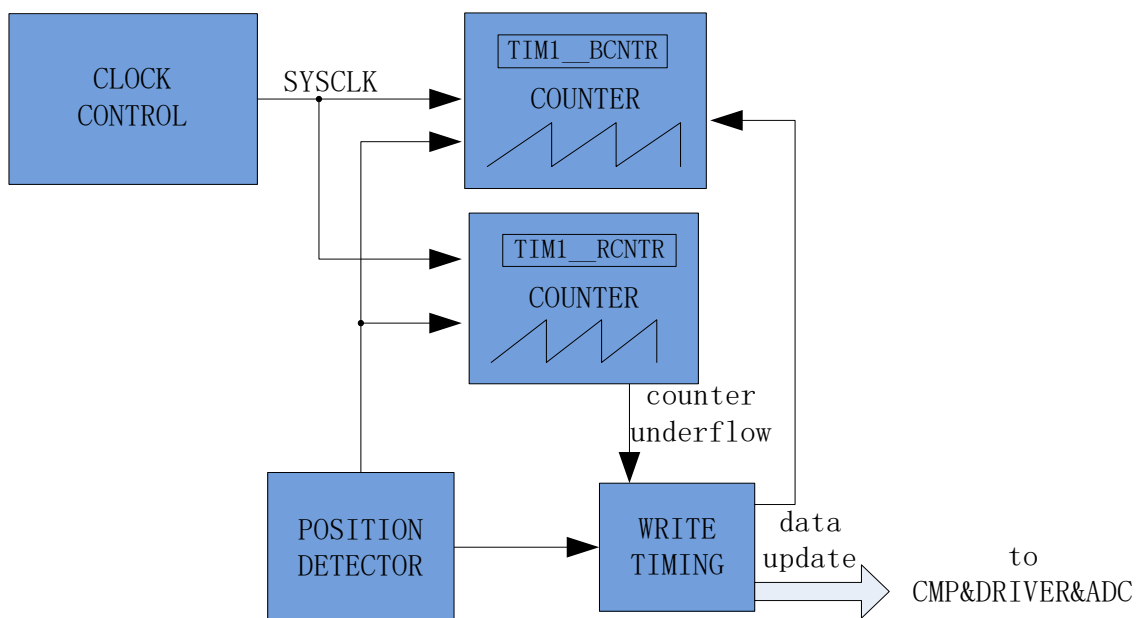 CLOCK
CONTROL
SYSCLK
TIM1__BCNTR
COUNTER
TIM1__RCNTR
COUNTER
counter
underflow
POSITION
DETECTOR
WRITE
TIMING
data
update
to
CMP&DRIVER&ADC